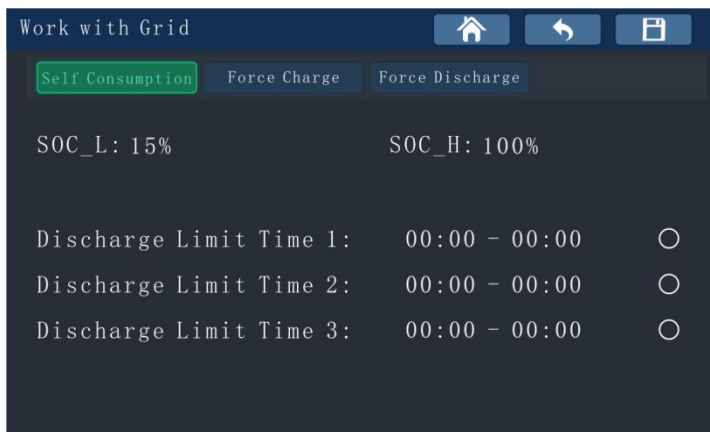 Work with Grid
Self Consumption Force Charge Force Discharge
SOC_L: 15% SOC_H: 100%
Discharge Limit Time 1: 00:00 - 00:00
Discharge Limit Time 2: 00:00 - 00:00
Discharge Limit Time 3: 00:00 - 00:00